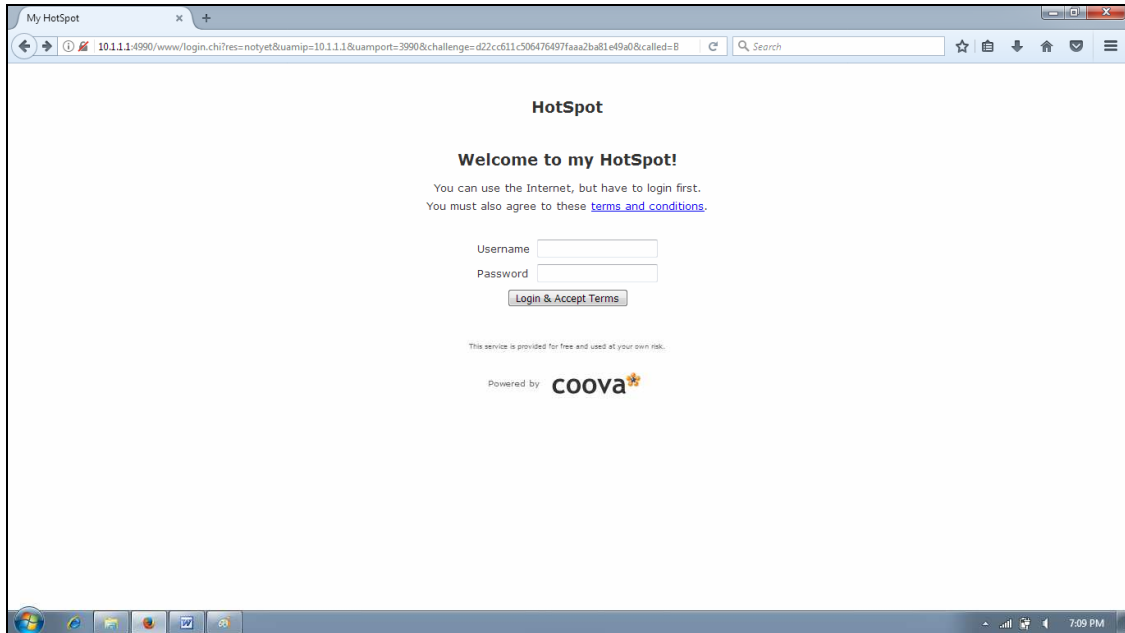 My HotSpot
10.1.1.1:4990/www/login.chi?res=notyet&uamip=10.1.1.1&uamport=3990&challenge=d22cc611c506476497faaa2ba81e49a0&called=B
Search
HotSpot
Welcome to my HotSpot!
You can use the Internet, but have to login first.
You must also agree to these terms and conditions.
Username
Password
Login & Accept Terms
This service is provided for free and used at your own risk.
Powered by coova
7:09 PM